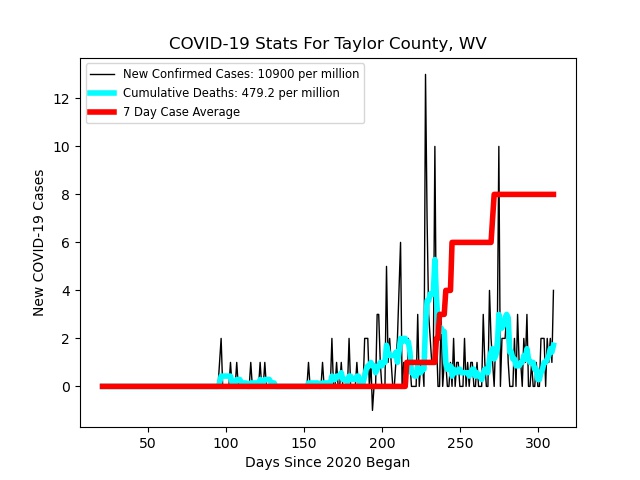 COVID-19 Stats For Taylor County, WV
New Confirmed Cases: 10900 per million
Cumulative Deaths: 479.2 per million
7 Day Case Average
New COVID-19 Cases
12
10
8
6
4
2
0
50 100 150 200 250 300
Days Since 2020 Began